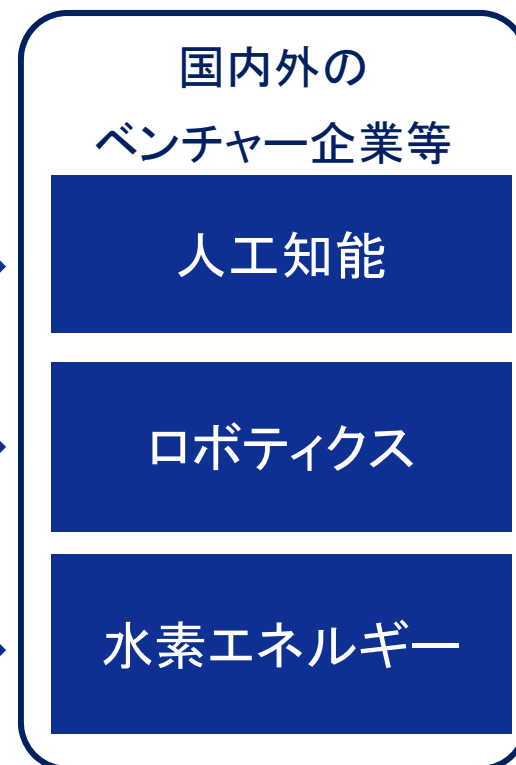 国内外の
ベンチャー企業等
人工知能
ロボティクス
水素エネルギー